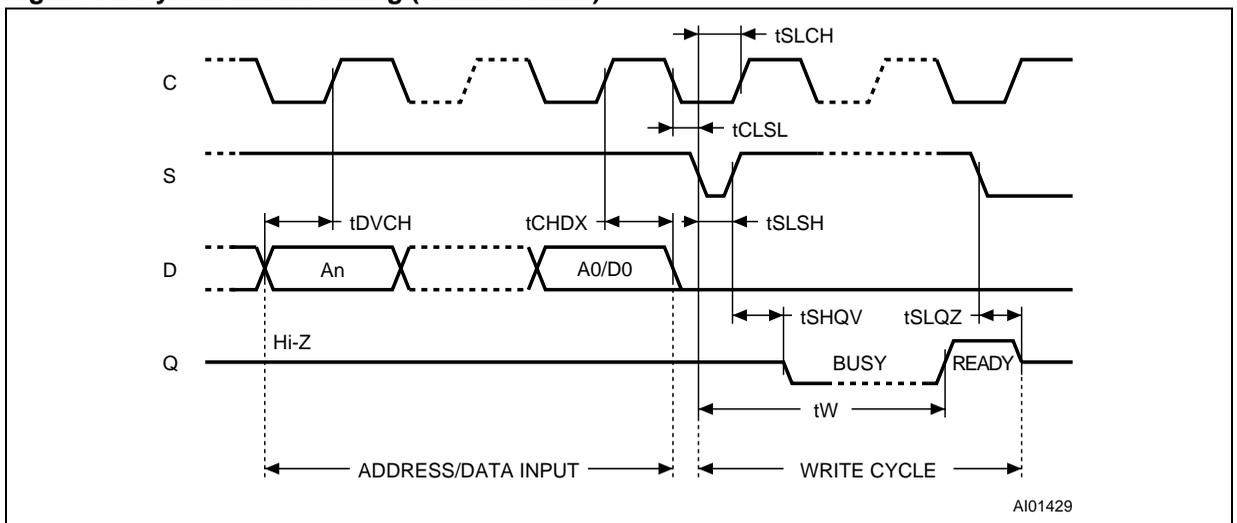 tSLCH
C
tCLSL
S
tDVCH
tCHDX
tSLSH
D
An
A0/D0
tSHQV
tSLQZ
Hi-Z
Q
BUSY
READY
tW
ADDRESS/DATA INPUT
WRITE CYCLE
AI01429